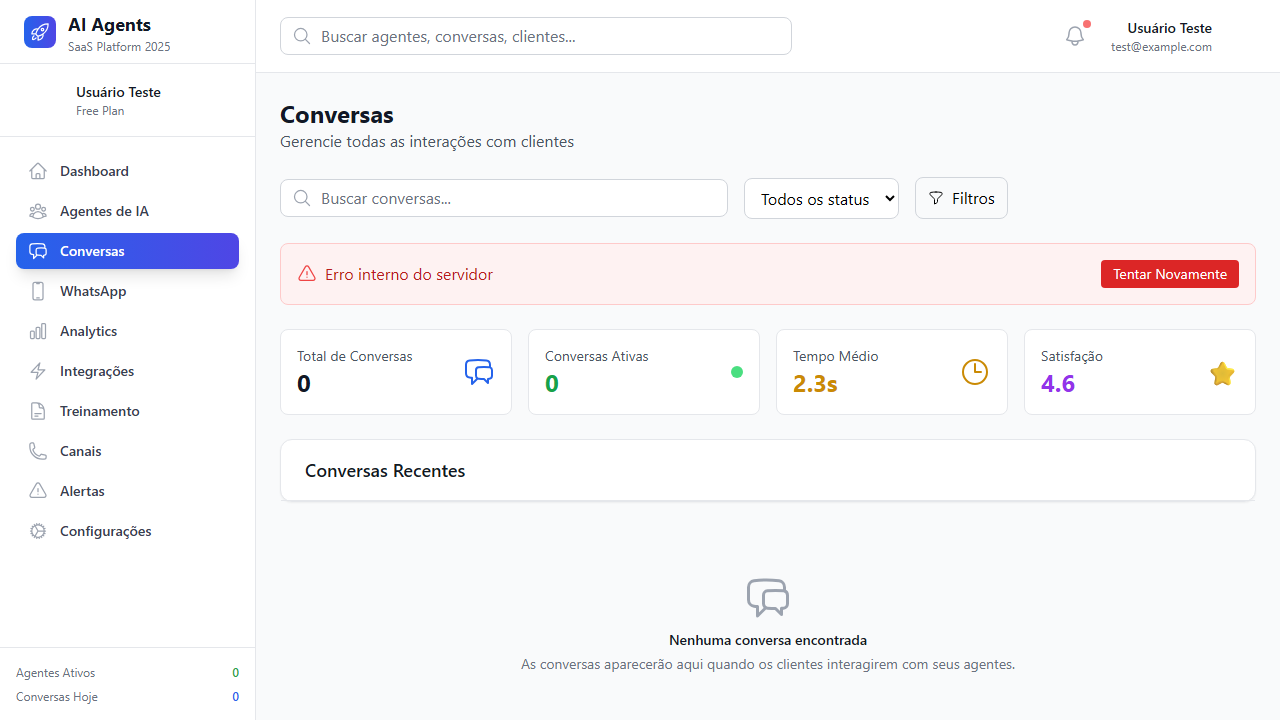 AI Agents
SaaS Platform 2025
Usuário Teste
Free Plan
Dashboard
Agentes de IA
Conversas
WhatsApp
Analytics
Integrações
Treinamento
Canais
Alertas
Configurações
Agentes Ativos 0
Conversas Hoje 0
Buscar agentes, conversas, clientes...
Usuário Teste
test@example.com
Conversas
Gerencie todas as interações com clientes
Buscar conversas...
Todos os status
Filtros
Erro interno do servidor
Tentar Novamente
Total de Conversas
0
Conversas Ativas
0
Tempo Médio
2.3s
Satisfação
4.6
Conversas Recentes
Nenhuma conversa encontrada
As conversas aparecerão aqui quando os clientes interagirem com seus agentes.